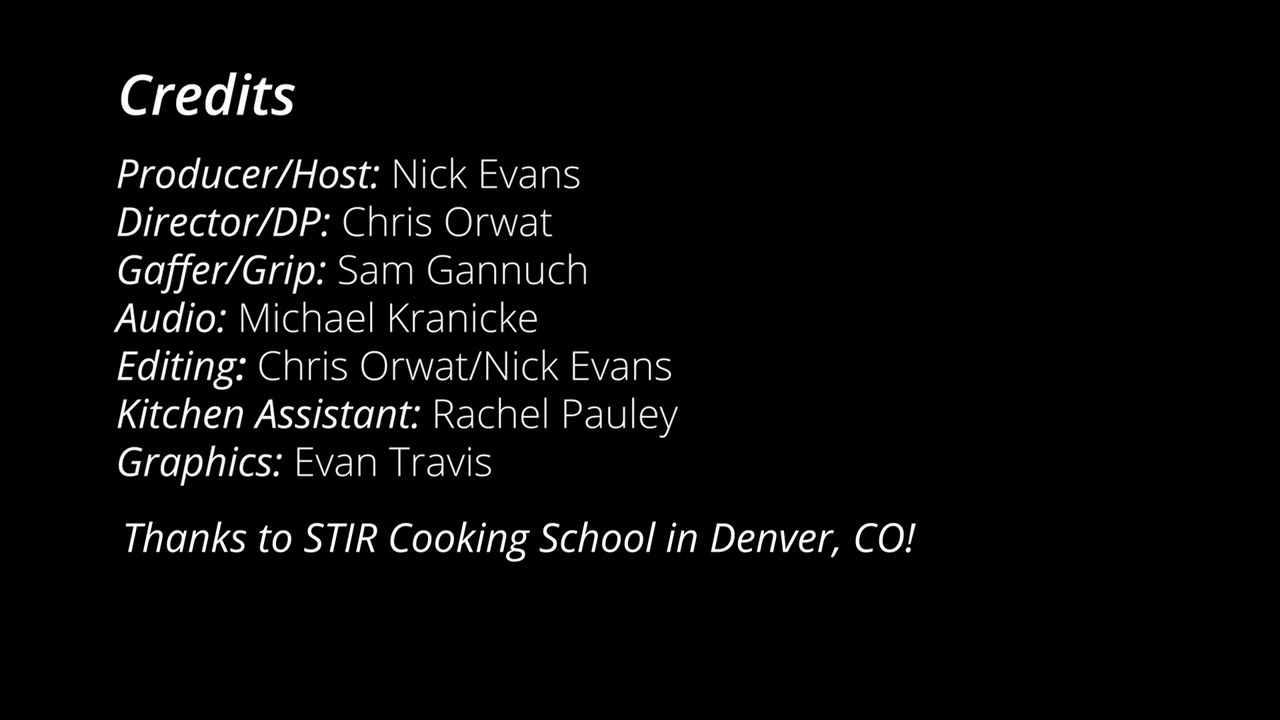 Credits
Producer/Host: Nick Evans
Director/DP: Chris Orwat
Gaffer/Grip: Sam Gannuch
Audio: Michael Kranicke
Editing: Chris Orwat/Nick Evans
Kitchen Assistant: Rachel Pauley
Graphics: Evan Travis
Thanks to STIR Cooking School in Denver, CO!